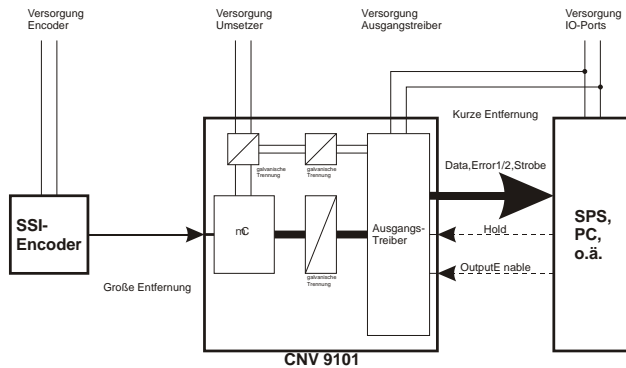 Versorgung
Encoder
Versorgung
Umsetzer
Versorgung
Ausgangstreiber
Versorgung
IO-Ports
Kurze Entfernung
galvanische
Trennung
galvanische
Trennung
Data,Error1/2,Strobe
SSI-
Encoder
mC
Ausgangs-
Treiber
Hold
SPS,
PC,
o.ä.
OutputE nable
Große Entfernung
galvanische
Trennung
CNV 9101